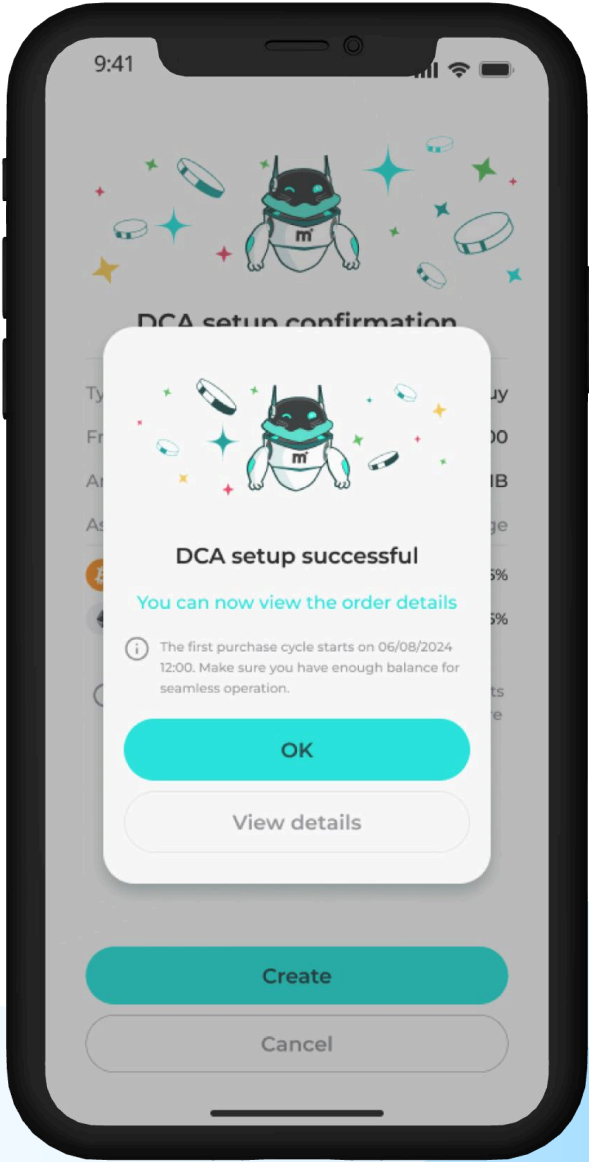 9:41
m
DCA setup confirmation
m
DCA setup successful
You can now view the order details
The first purchase cycle starts on 06/08/2024
12:00. Make sure you have enough balance for
seamless operation.
OK
View details
Create
Cancel